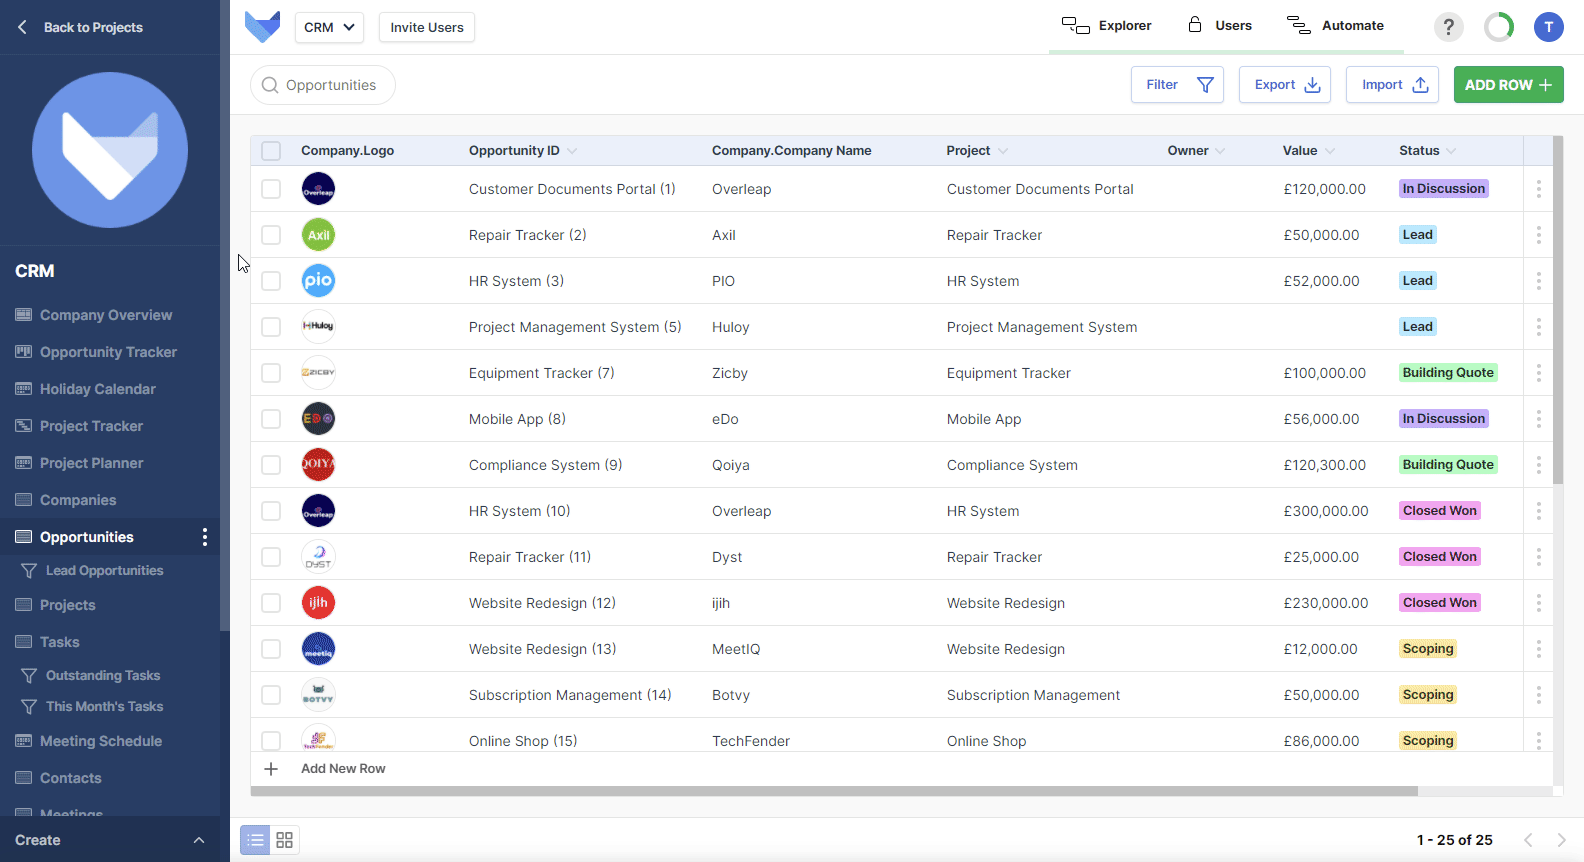 Back to Projects
CRM
Invite Users
Explorer
Users
Automate
?
T
Opportunities
Filter
Export
Import
ADD ROW
CRM
Company Overview
Opportunity Tracker
Holiday Calendar
Project Tracker
Project Planner
Companies
Opportunities
Lead Opportunities
Projects
Tasks
Outstanding Tasks
This Month's Tasks
Meeting Schedule
Contacts
Meetings
Create
Company.Logo Opportunity ID Company.Company Name Project Owner Value Status
Overleap Customer Documents Portal (1) Overleap Customer Documents Portal £120,000.00 In Discussion
Axil Repair Tracker (2) Axil Repair Tracker £50,000.00 Lead
pio HR System (3) PIO HR System £52,000.00 Lead
Huloy Project Management System (5) Huloy Project Management System Lead
ZICBY Equipment Tracker (7) Zicby Equipment Tracker £100,000.00 Building Quote
EDO Mobile App (8) eDo Mobile App £56,000.00 In Discussion
QOIYA Compliance System (9) Qoiya Compliance System £120,300.00 Building Quote
Overleap HR System (10) Overleap HR System £300,000.00 Closed Won
DYST Repair Tracker (11) Dyst Repair Tracker £25,000.00 Closed Won
ijih Website Redesign (12) ijih Website Redesign £230,000.00 Closed Won
meetiq Website Redesign (13) MeetIQ Website Redesign £12,000.00 Scoping
BOTVY Subscription Management (14) Botvy Subscription Management £50,000.00 Scoping
TechFender Online Shop (15) TechFender Online Shop £86,000.00 Scoping
Add New Row
1 - 25 of 25